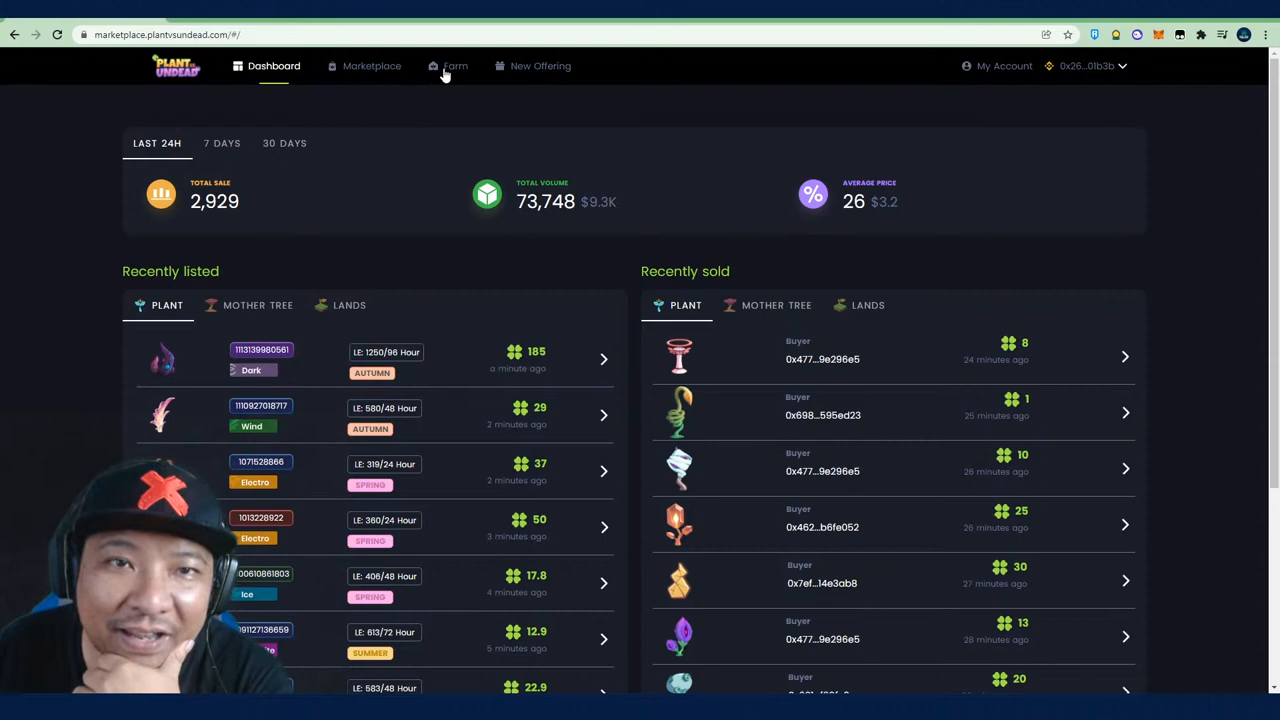 marketplace.plantvsundead.com/#/
PLANT VS UNDEAD
Dashboard
Marketplace
Farm
New Offering
My Account
0x26...01b3b
LAST 24H
7 DAYS
30 DAYS
TOTAL SALE
2,929
TOTAL VOLUME
73,748 $9.3K
AVERAGE PRICE
26 $3.2
Recently listed
PLANT
MOTHER TREE
LANDS
1113139980561
Dark
LE: 1250/96 Hour
AUTUMN
185
a minute ago
1110927018717
Wind
LE: 580/48 Hour
AUTUMN
29
2 minutes ago
1071528866
Electro
LE: 319/24 Hour
SPRING
37
2 minutes ago
1013228922
Electro
LE: 360/24 Hour
SPRING
50
3 minutes ago
00610861803
Ice
LE: 406/48 Hour
SPRING
17.8
4 minutes ago
091127136659
LE: 613/72 Hour
SUMMER
12.9
5 minutes ago
LE: 583/48 Hour
22.9
Recently sold
PLANT
MOTHER TREE
LANDS
Buyer
0x477...9e296e5
8
24 minutes ago
Buyer
0x698...595ed23
1
25 minutes ago
Buyer
0x477...9e296e5
10
26 minutes ago
Buyer
0x462...b6fe052
25
26 minutes ago
Buyer
0x7ef...14e3ab8
30
27 minutes ago
Buyer
0x477...9e296e5
13
28 minutes ago
Buyer
20